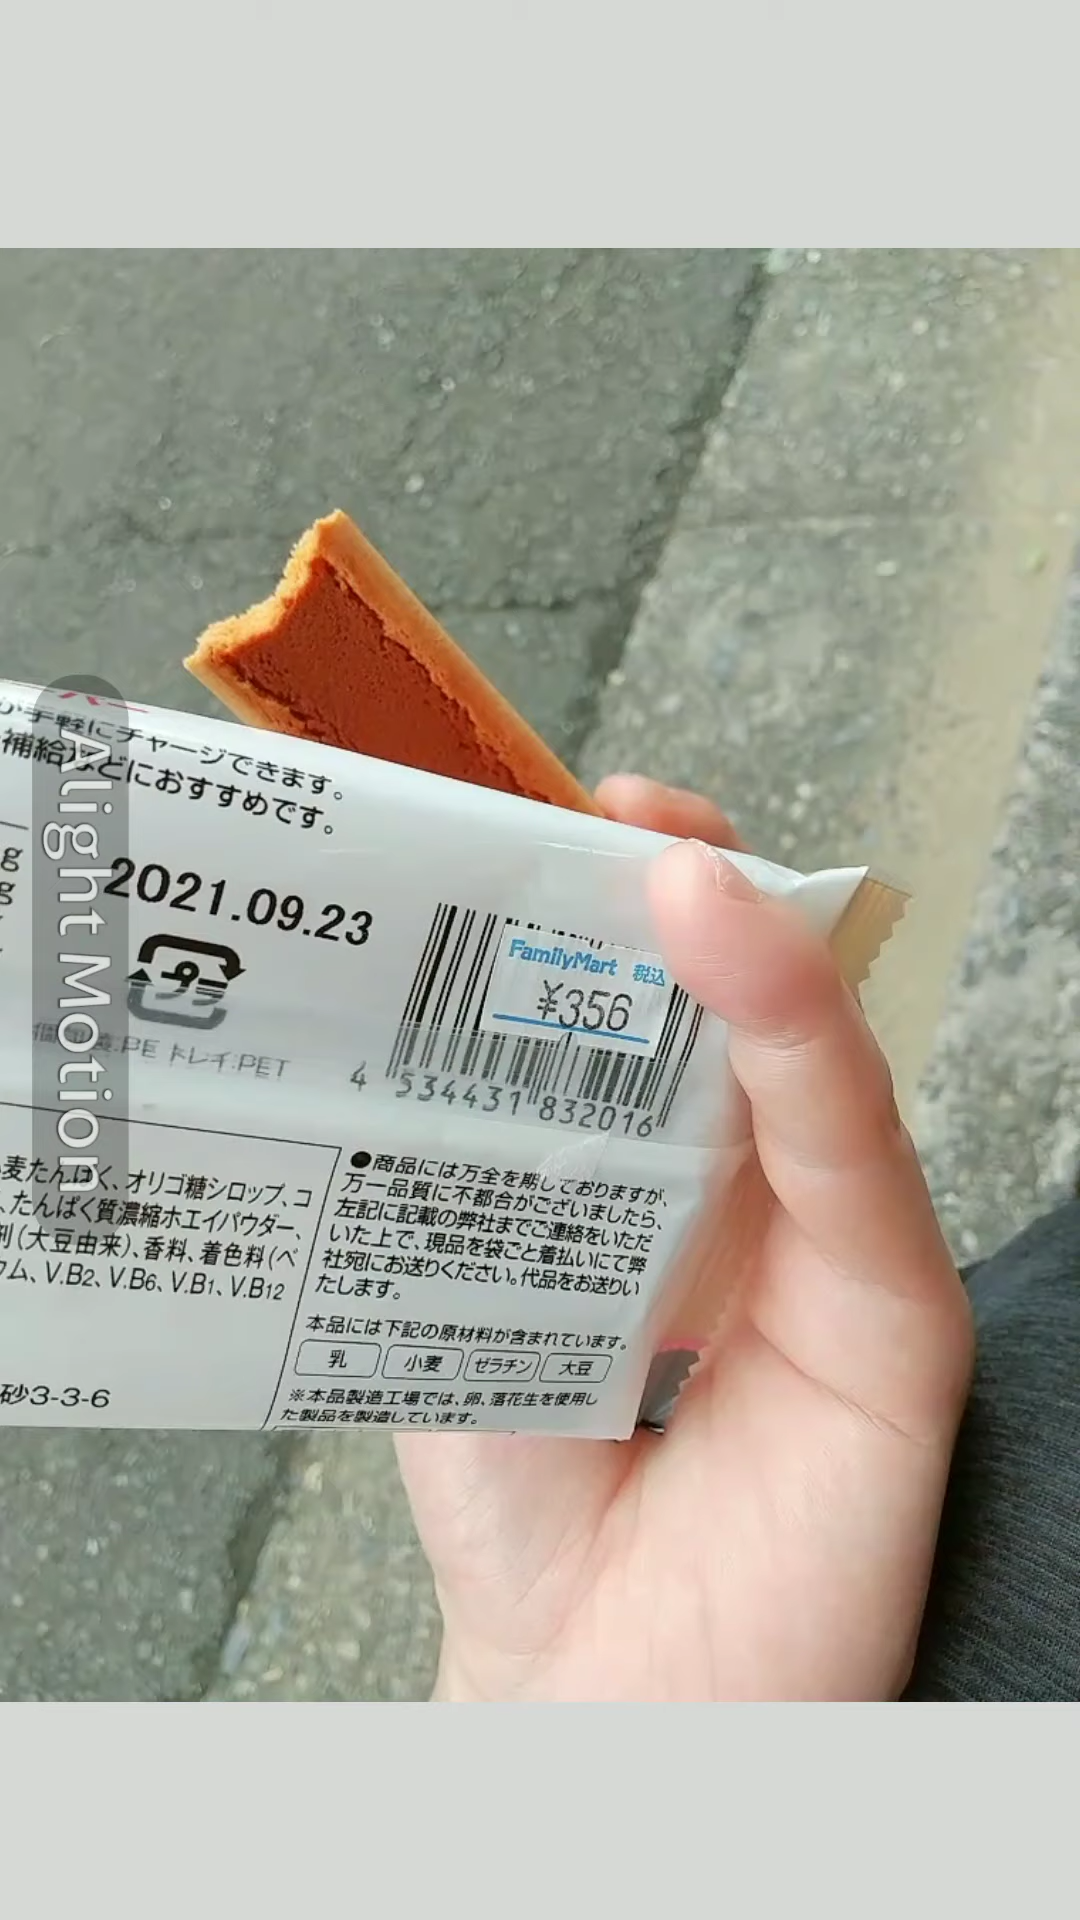 バー
が手軽にチャージできます。
補給などにおすすめです。
g
g
2021.09.23
プラ
個包装:PE トレイ:PET
FamilyMart 税込
¥356
4 534431 832016
小麦たんぱく、オリゴ糖シロップ、コ
、たんぱく質濃縮ホエイパウダー、
剤(大豆由来)、香料、着色料(ベ
ウム、V.B2、V.B6、V.B1、V.B12
砂3-3-6
●商品には万全を期しておりますが、
万一品質に不都合がございましたら、
左記に記載の弊社までご連絡をいただ
いた上で、現品を袋ごと着払いにて弊
社宛にお送りください。代品をお送りい
たします。
本品には下記の原材料が含まれています。
乳 小麦 ゼラチン 大豆
※本品製造工場では、卵、落花生を使用し
た製品を製造しています。
Alight Motion